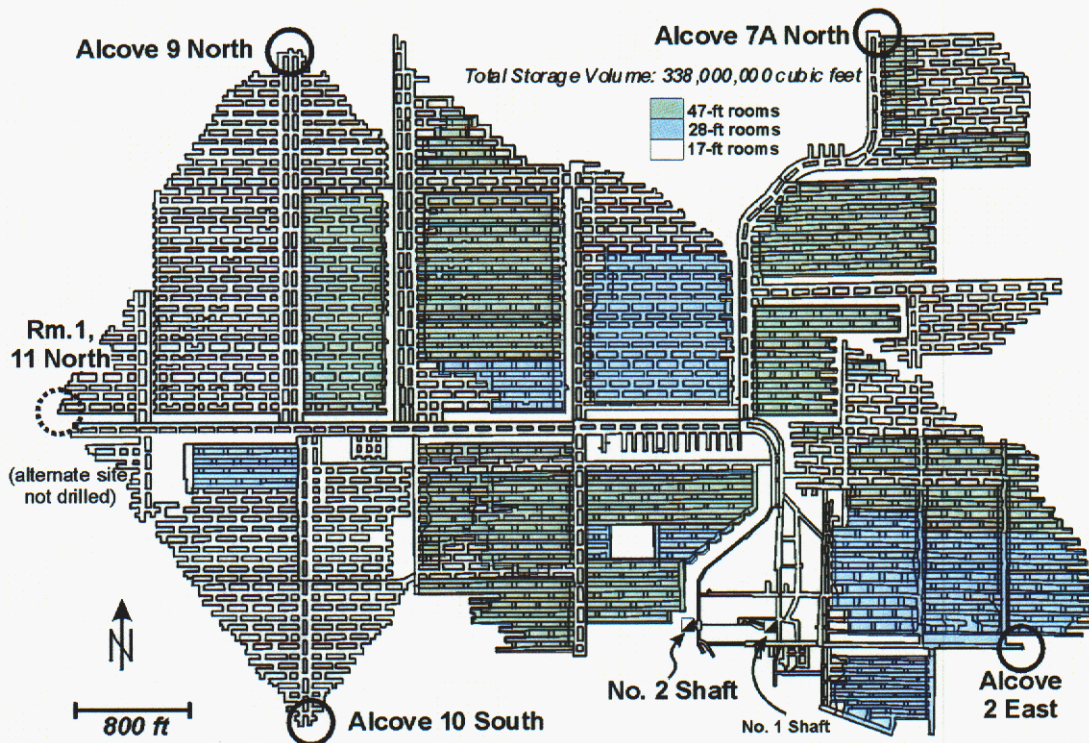 Alcove 9 North
Alcove 7A North
Total Storage Volume: 338,000,000 cubic feet
47-ft rooms
28-ft rooms
17-ft rooms
Rm.1,
11 North
(alternate site
not drilled)
N
800 ft
Alcove 10 South
No. 2 Shaft
No. 1 Shaft
Alcove
2 East